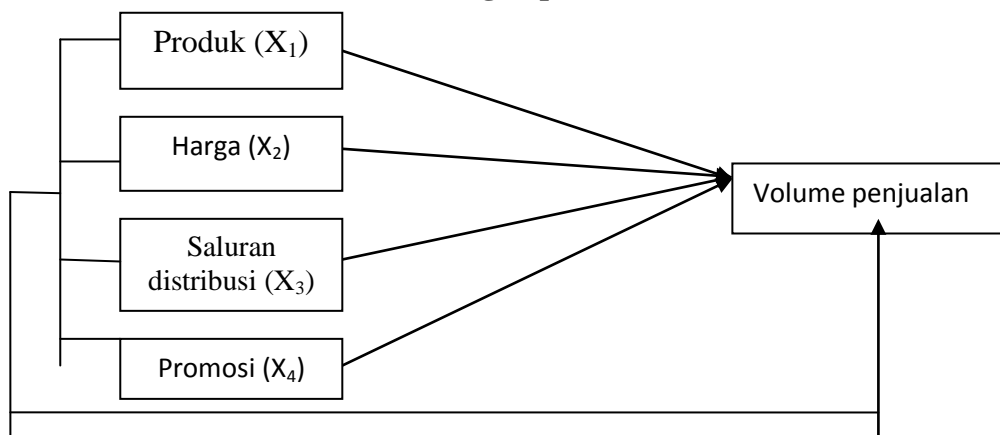 Produk (X₁)
Harga (X₂)
Saluran
distribusi (X₃)
Promosi (X₄)
Volume penjualan